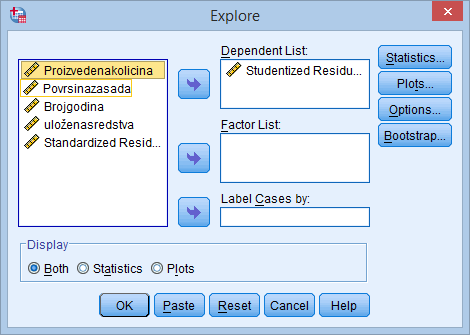 Explore
Proizvedenakolicina
Povrsinazasada
Brojgodina
uloženasredstva
Standardized Resid...
Dependent List:
Studentized Residu...
Factor List:
Label Cases by:
Statistics...
Plots...
Options...
Bootstrap...
Display
Both Statistics Plots
OK Paste Reset Cancel Help